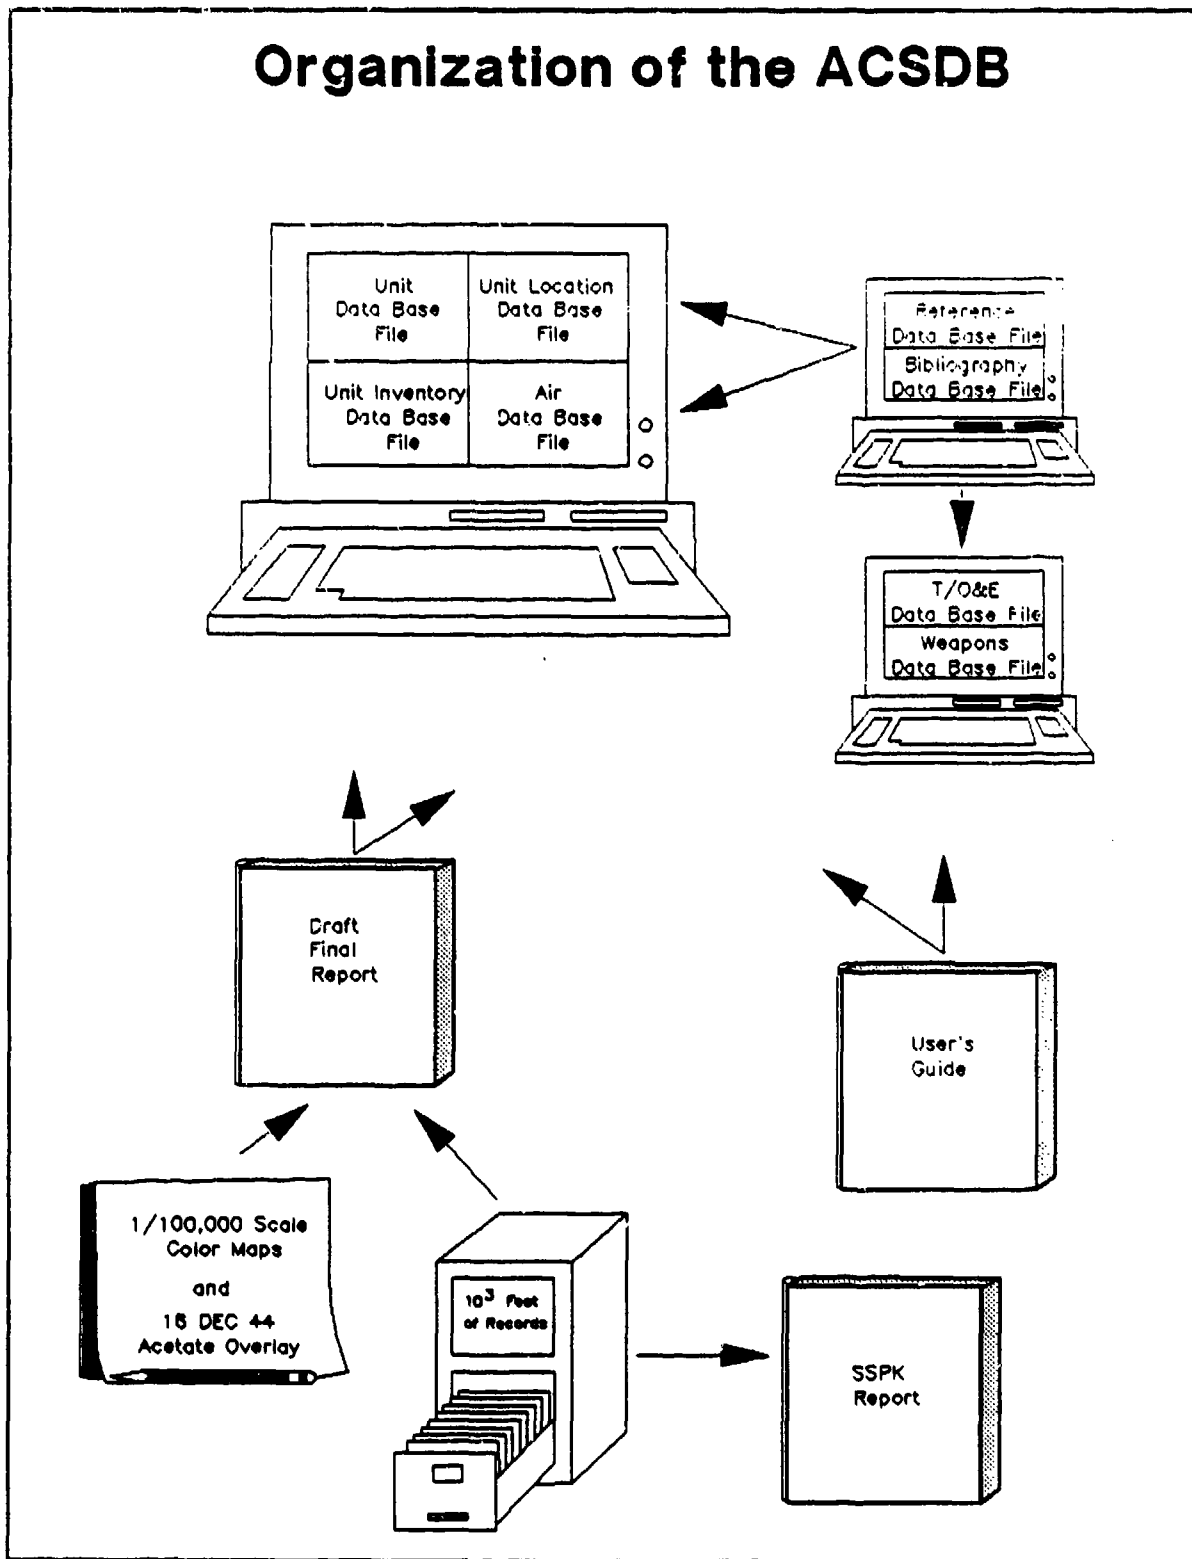 Organization of the ACSDB
Unit
Data Base
File
Unit Location
Data Base
File
Unit Inventory
Data Base
File
Air
Data Base
File
Reference
Data Base File
Bibliography
Data Base File
T/O&E
Data Base File
Weapons
Data Base File
Draft
Final
Report
User's
Guide
1/100,000 Scale
Color Maps
and
16 DEC 44
Acetate Overlay
10³ Feet
of Records
SSPK
Report